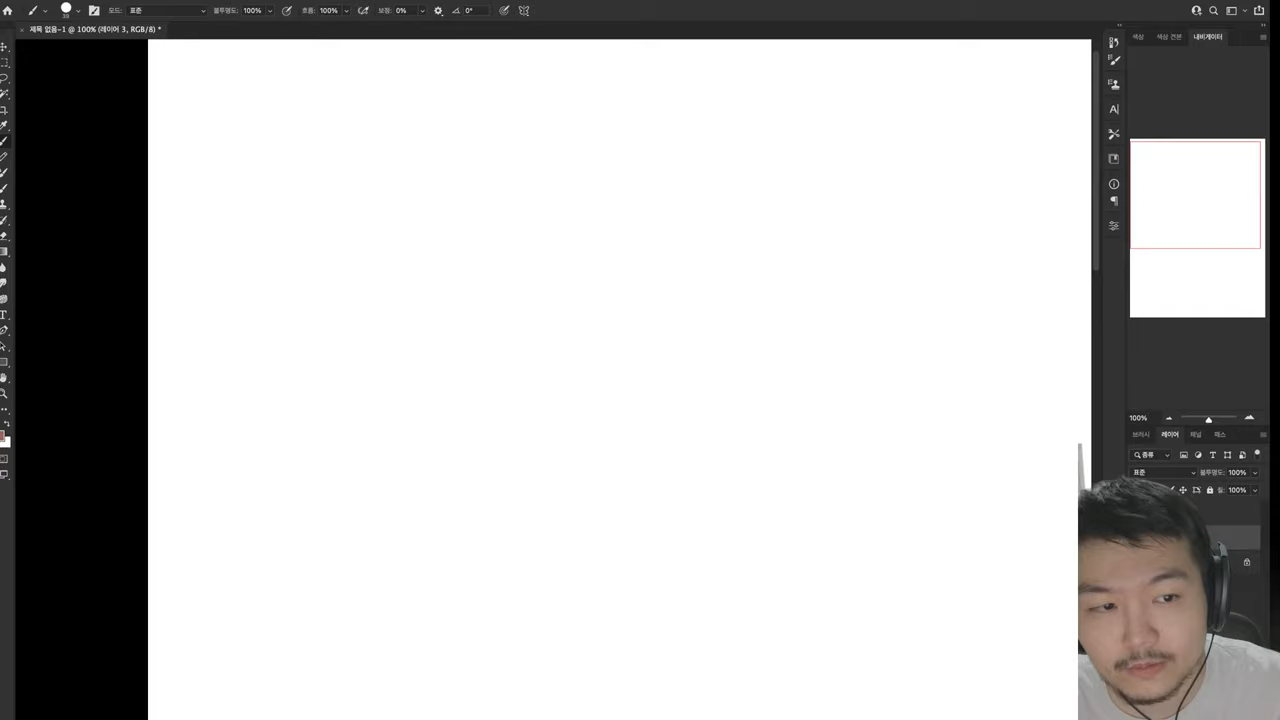 모드: 표준 불투명도: 100% 흐름: 100% 보정: 0% 0°
39
제목 없음-1 @ 100% (레이어 3, RGB/8) *
색상 색상 견본 내비게이터
100%
브러시 레이어 채널 패스
종류
표준 불투명도: 100%
칠: 100%